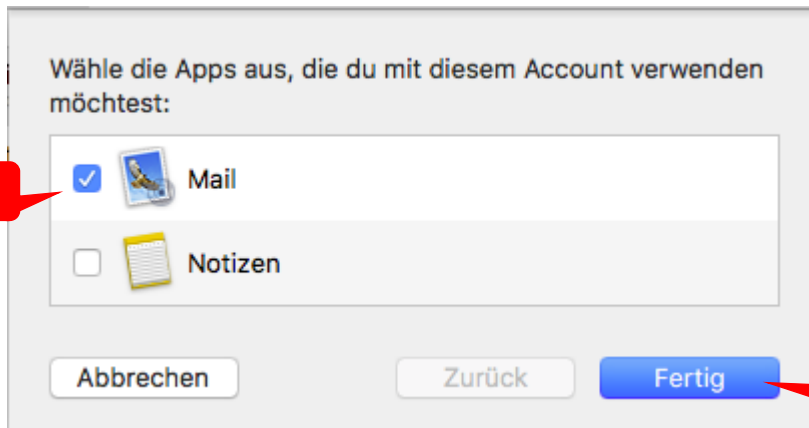 Wähle die Apps aus, die du mit diesem Account verwenden
möchtest:
Mail
Notizen
Abbrechen Zurück Fertig